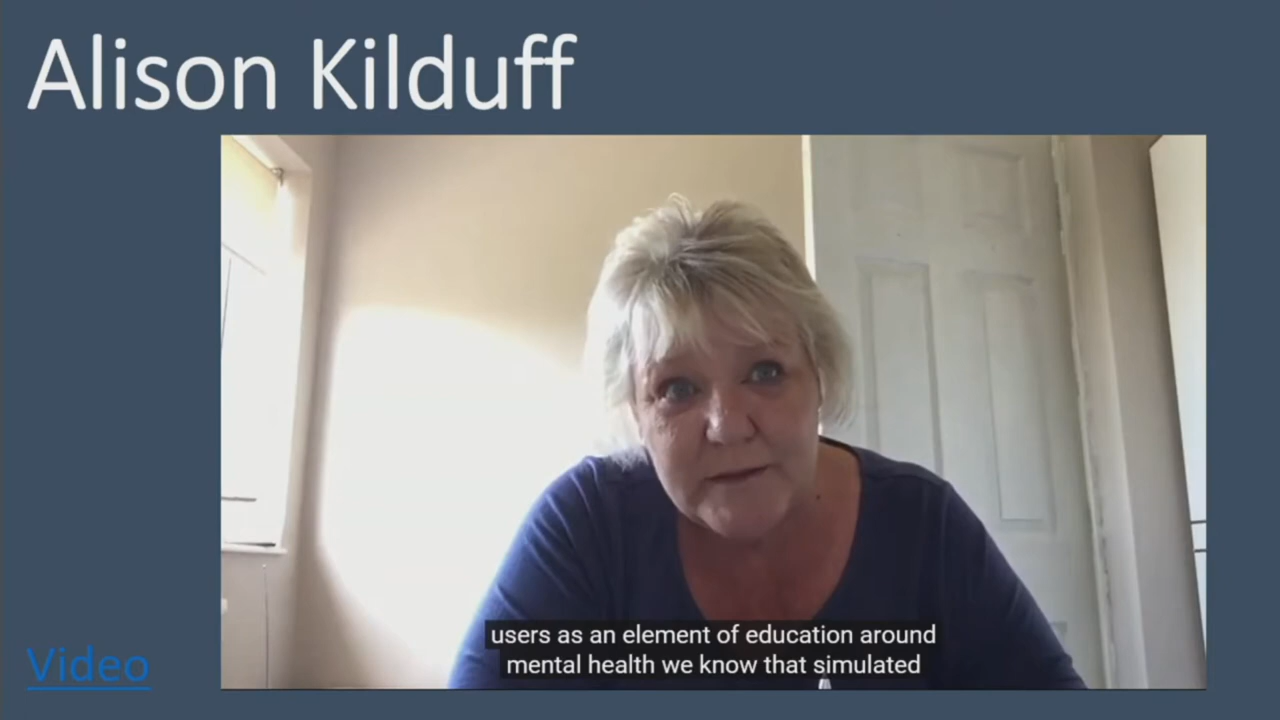 Alison Kilduff
users as an element of education around
mental health we know that simulated
Video